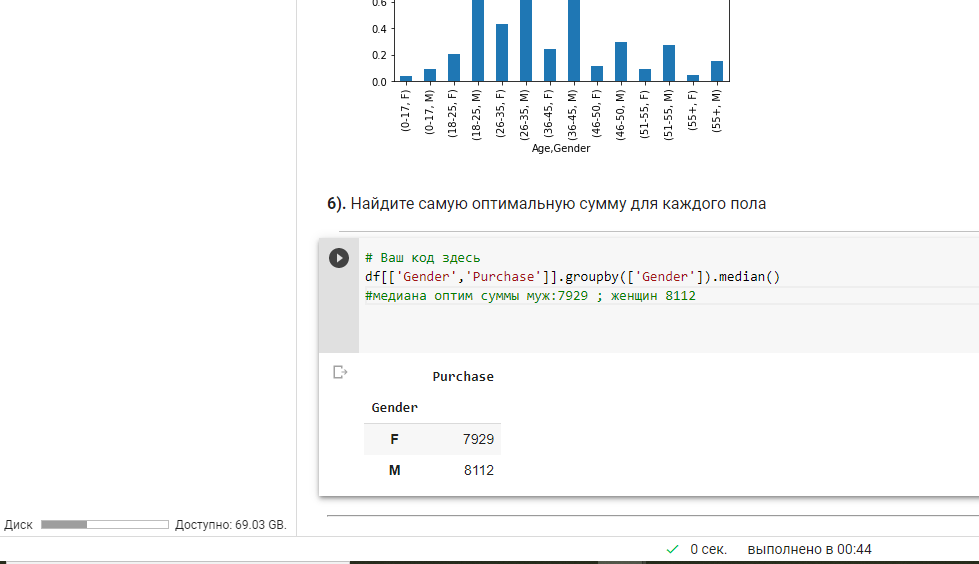 0.6
0.4
0.2
0.0
(0-17, F)
(0-17, M)
(18-25, F)
(18-25, M)
(26-35, F)
(26-35, M)
(36-45, F)
(36-45, M)
(46-50, F)
(46-50, M)
(51-55, F)
(51-55, M)
(55+, F)
(55+, M)
Age,Gender
6). Найдите самую оптимальную сумму для каждого пола
# Ваш код здесь
df[['Gender','Purchase']].groupby(['Gender']).median()
#медиана оптим суммы муж:7929 ; женщин 8112
Purchase
Gender
F 7929
M 8112
Диск Доступно: 69.03 GB.
0 сек. выполнено в 00:44